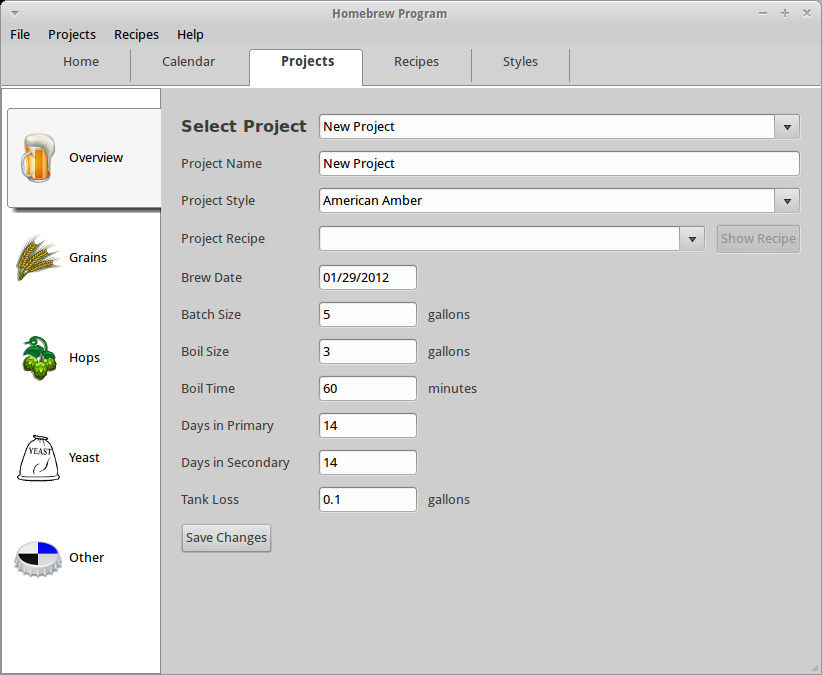 Homebrew Program
File Projects Recipes Help
Home Calendar Projects Recipes Styles
Overview
Grains
Hops
YEAST
Yeast
Other
Select Project New Project
Project Name New Project
Project Style American Amber
Project Recipe Show Recipe
Brew Date 01/29/2012
Batch Size 5 gallons
Boil Size 3 gallons
Boil Time 60 minutes
Days in Primary 14
Days in Secondary 14
Tank Loss 0.1 gallons
Save Changes